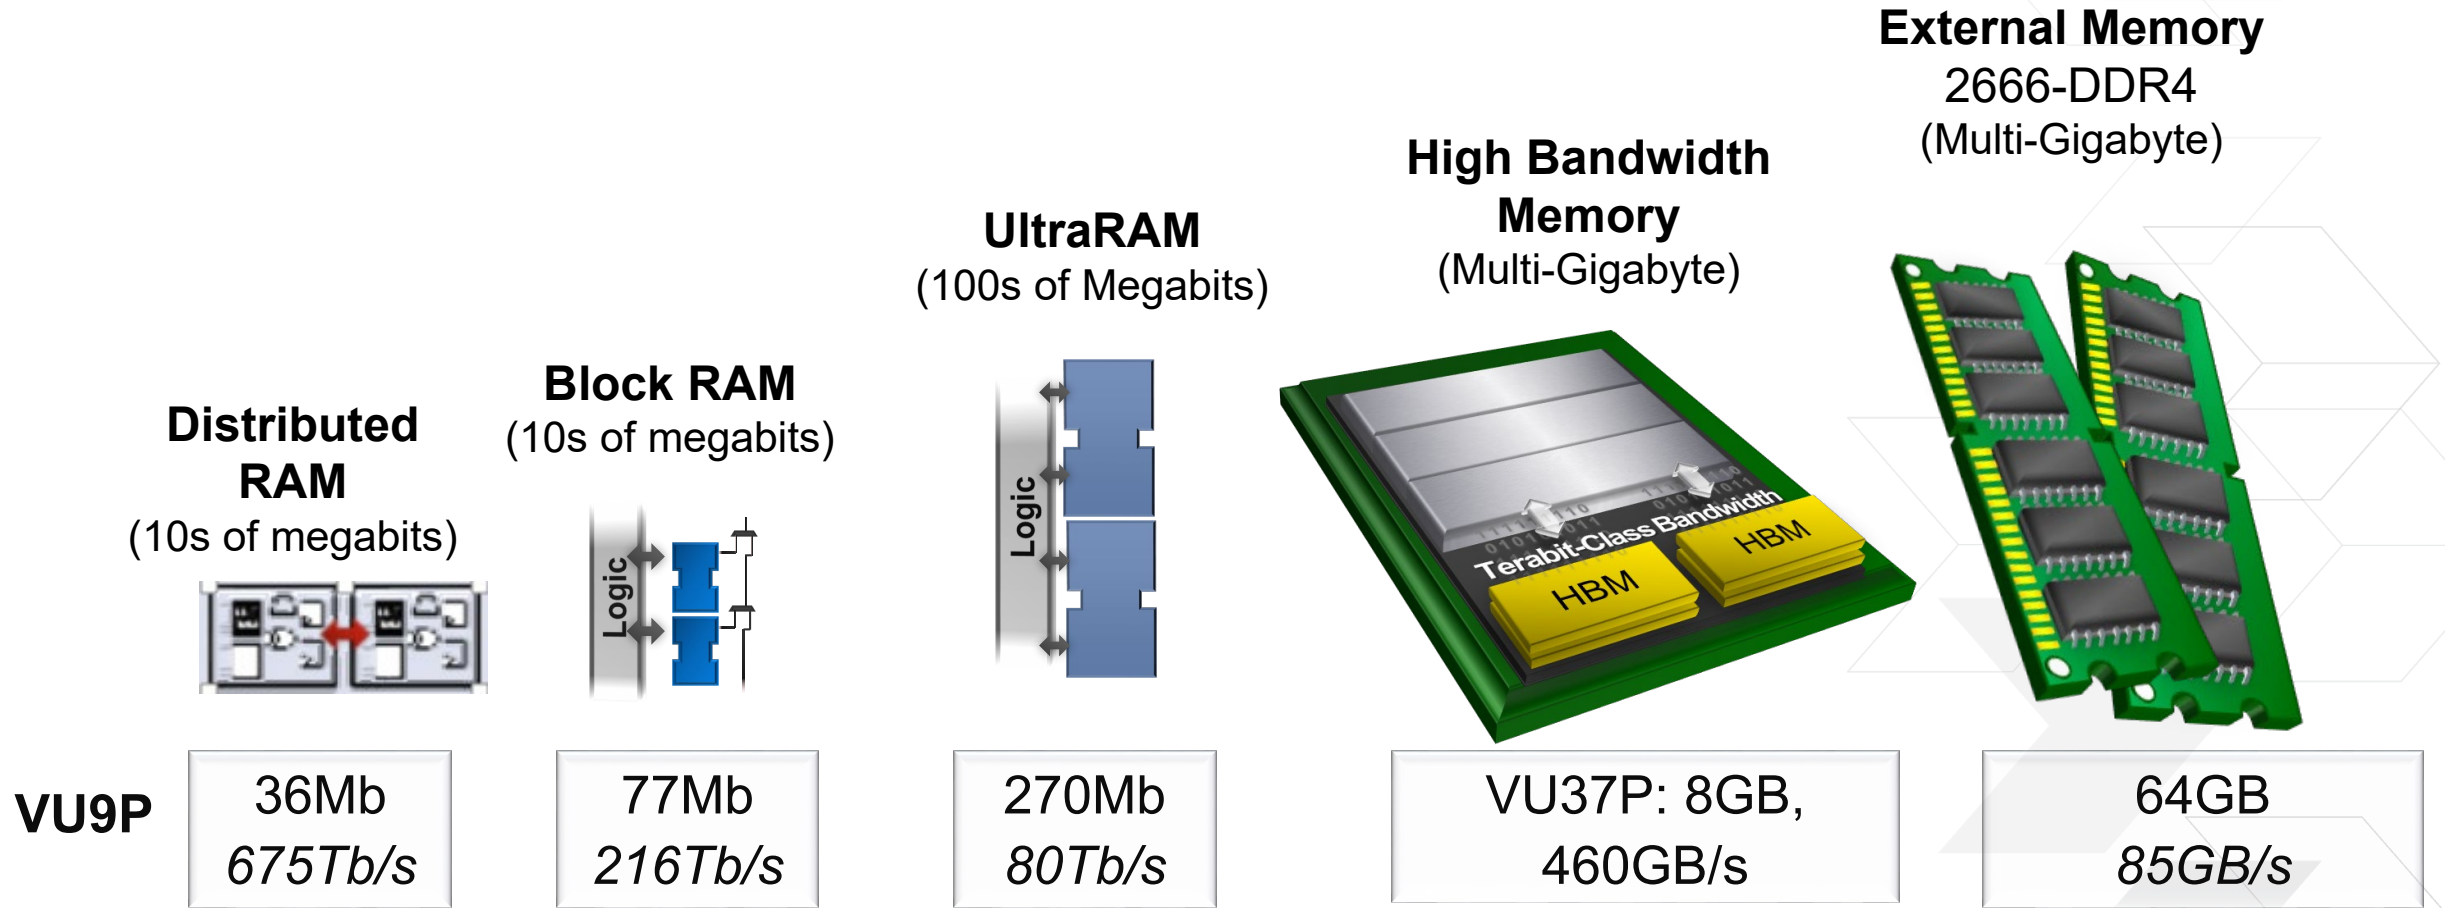 External Memory
2666-DDR4
(Multi-Gigabyte)
High Bandwidth
Memory
(Multi-Gigabyte)
UltraRAM
(100s of Megabits)
Block RAM
(10s of megabits)
Distributed
RAM
(10s of megabits)
Logic
Logic
Terabit-Class Bandwidth
HBM
HBM
VU9P
36Mb
675Tb/s
77Mb
216Tb/s
270Mb
80Tb/s
VU37P: 8GB,
460GB/s
64GB
85GB/s